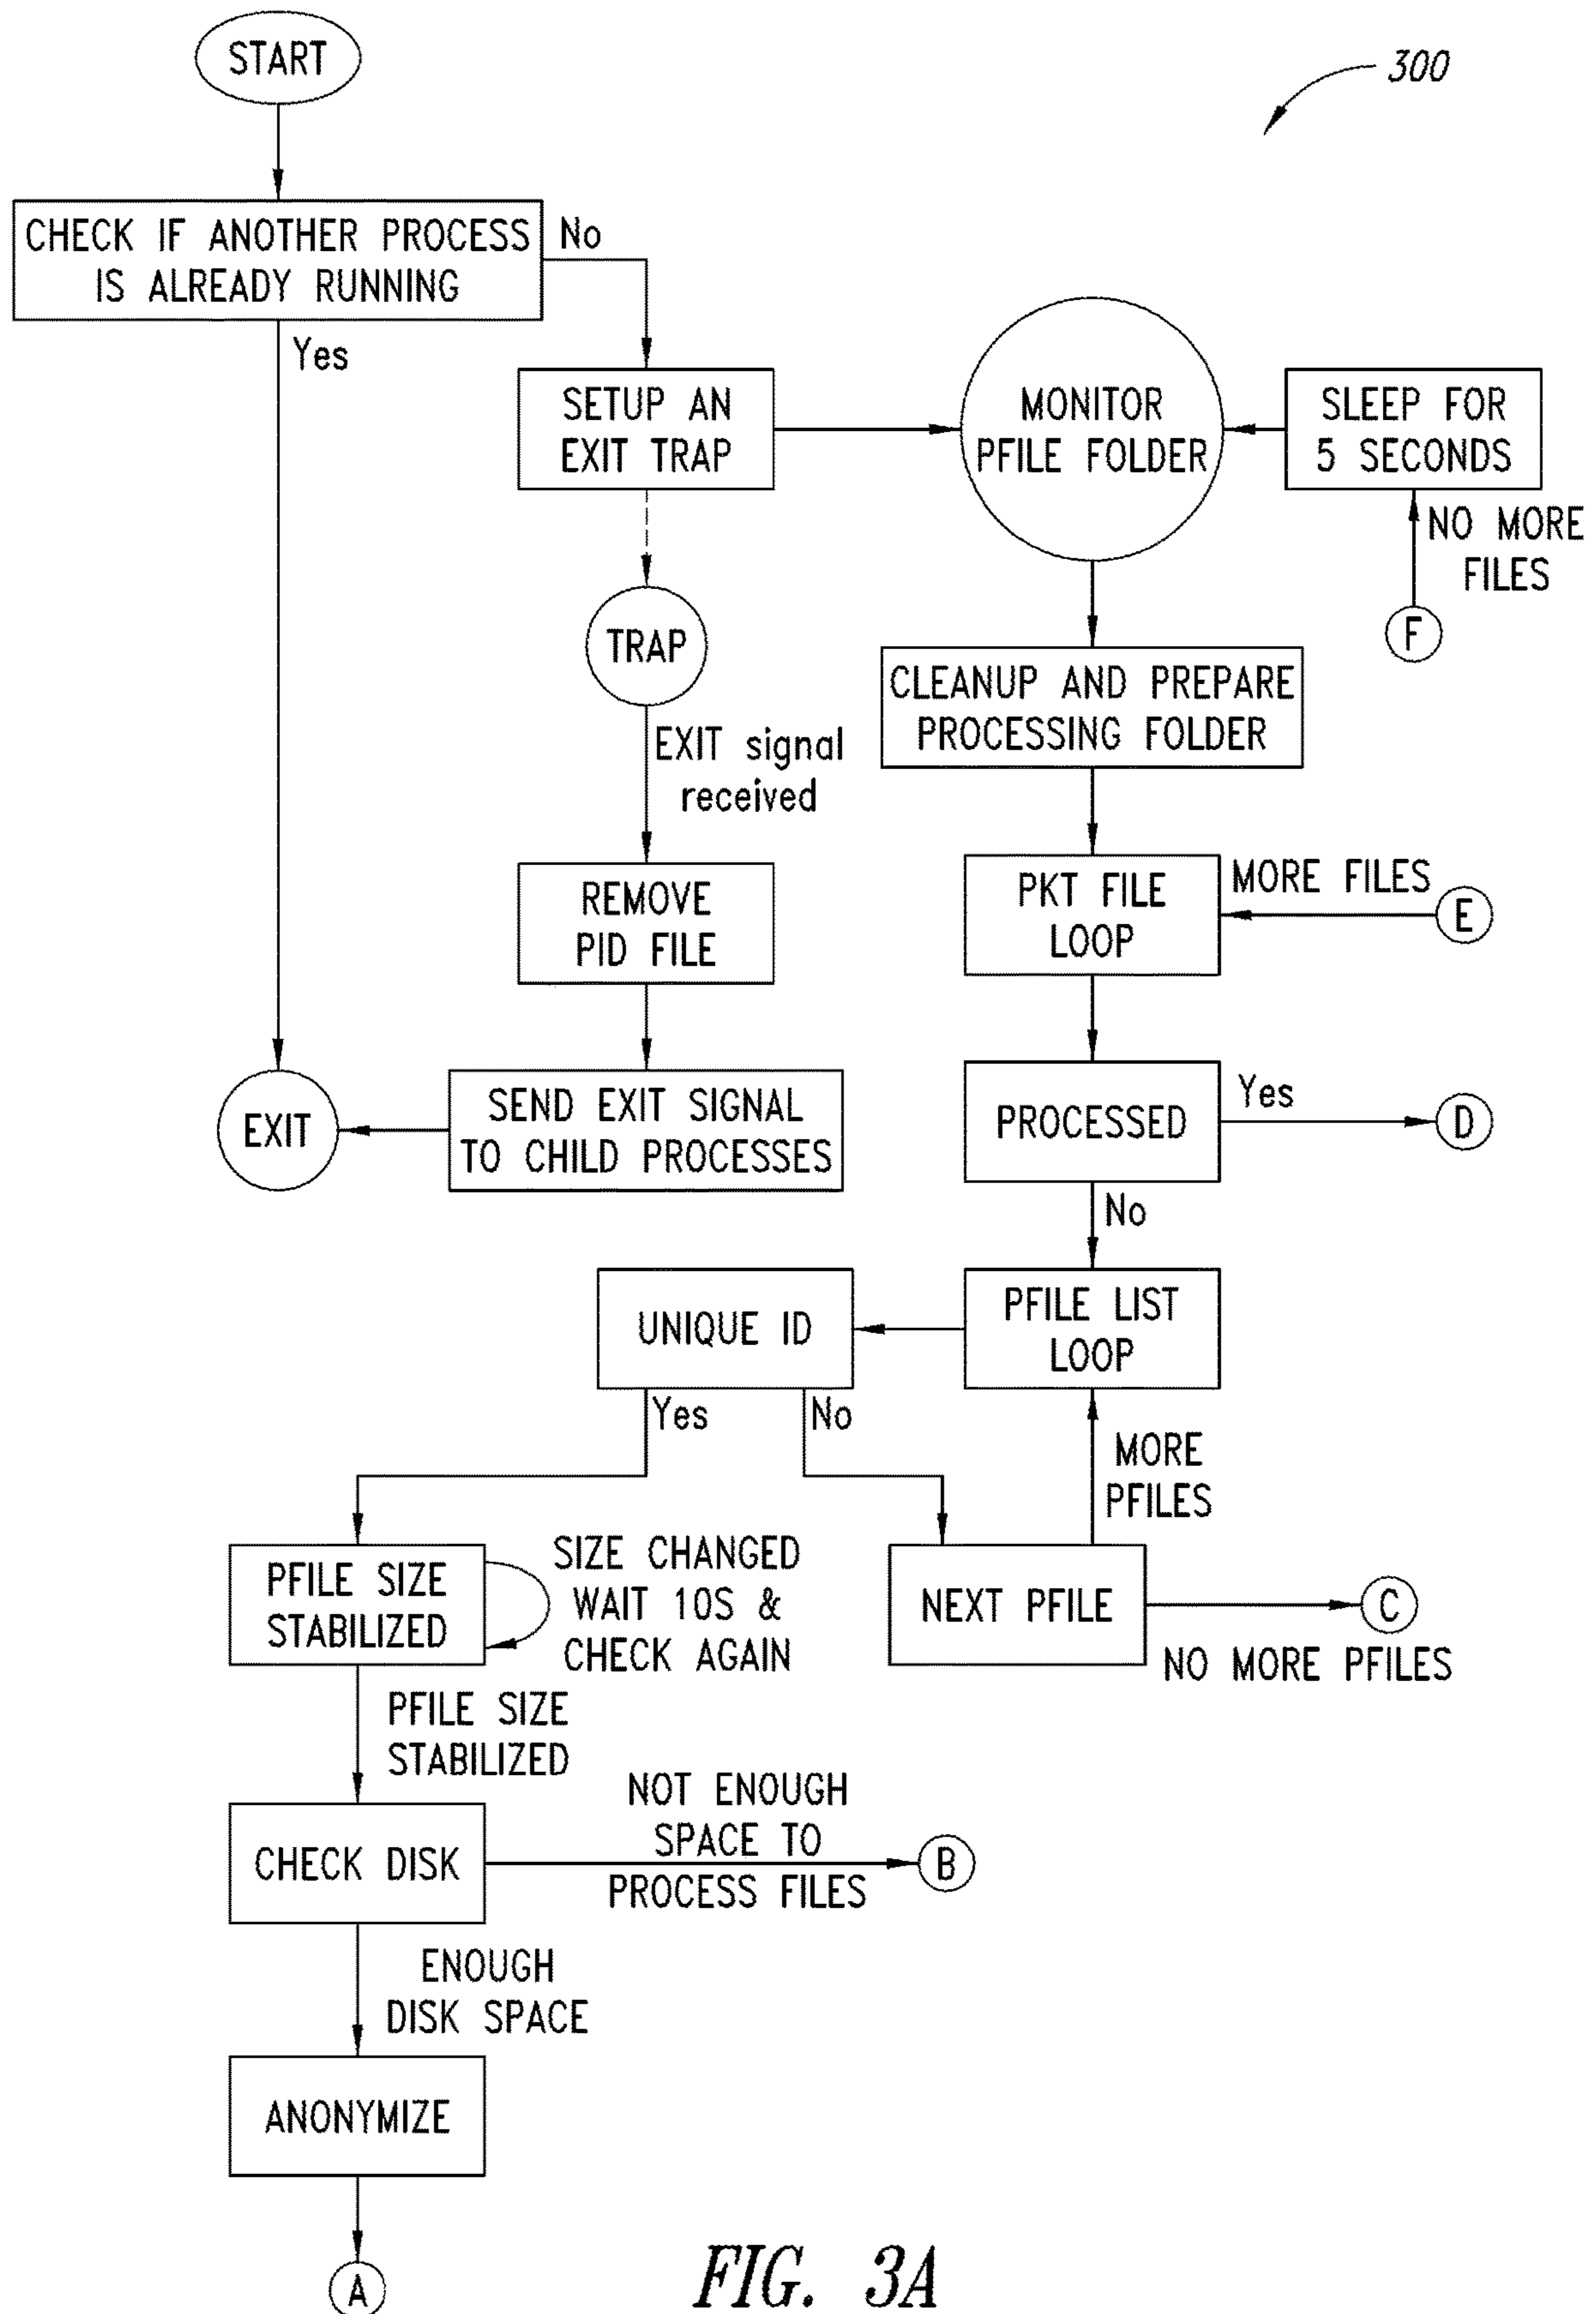 START
300
CHECK IF ANOTHER PROCESS
IS ALREADY RUNNING
No
Yes
SETUP AN
EXIT TRAP
MONITOR
PFILE FOLDER
SLEEP FOR
5 SECONDS
NO MORE
FILES
F
TRAP
CLEANUP AND PREPARE
PROCESSING FOLDER
EXIT signal
received
REMOVE
PID FILE
PKT FILE
LOOP
MORE FILES
E
EXIT
SEND EXIT SIGNAL
TO CHILD PROCESSES
PROCESSED
Yes
D
No
UNIQUE ID
PFILE LIST
LOOP
Yes
No
MORE
PFILES
PFILE SIZE
STABILIZED
SIZE CHANGED
WAIT 10S &
CHECK AGAIN
NEXT PFILE
C
NO MORE PFILES
PFILE SIZE
STABILIZED
CHECK DISK
NOT ENOUGH
SPACE TO
PROCESS FILES
B
ENOUGH
DISK SPACE
ANONYMIZE
A
FIG. 3A